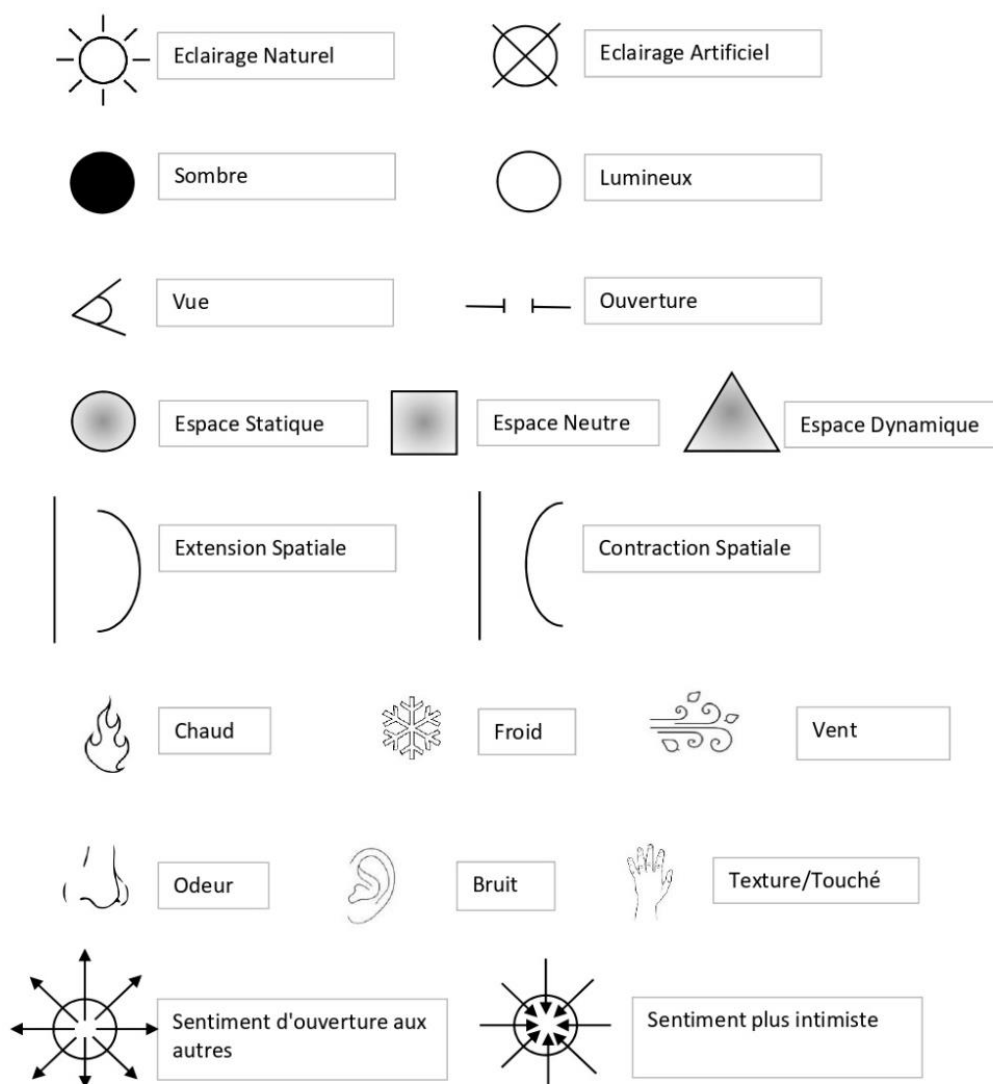 Eclairage Naturel
Eclairage Artificiel
Sombre
Lumineux
Vue
Ouverture
Espace Statique
Espace Neutre
Espace Dynamique
Extension Spatiale
Contraction Spatiale
Chaud
Froid
Vent
Odeur
Bruit
Texture/Touché
Sentiment d'ouverture aux
autres
Sentiment plus intimiste